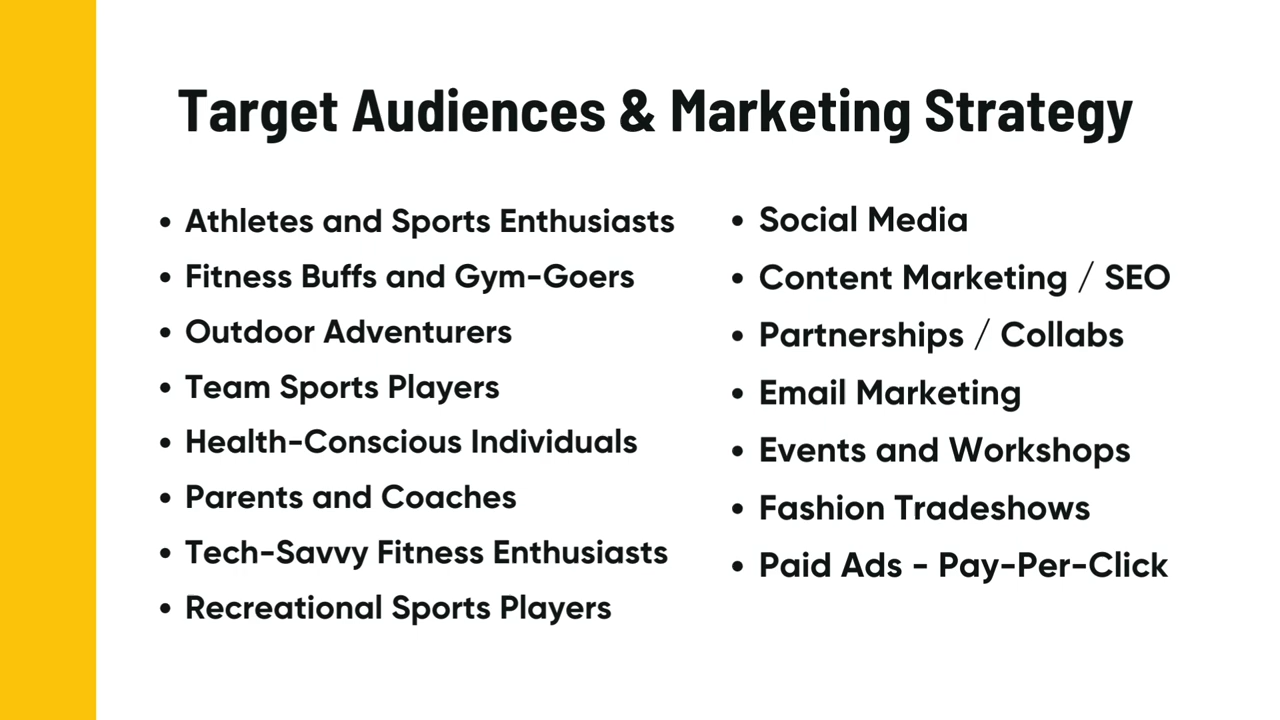 Target Audiences & Marketing Strategy
• Athletes and Sports Enthusiasts
• Fitness Buffs and Gym-Goers
• Outdoor Adventurers
• Team Sports Players
• Health-Conscious Individuals
• Parents and Coaches
• Tech-Savvy Fitness Enthusiasts
• Recreational Sports Players
• Social Media
• Content Marketing / SEO
• Partnerships / Collabs
• Email Marketing
• Events and Workshops
• Fashion Tradeshows
• Paid Ads - Pay-Per-Click